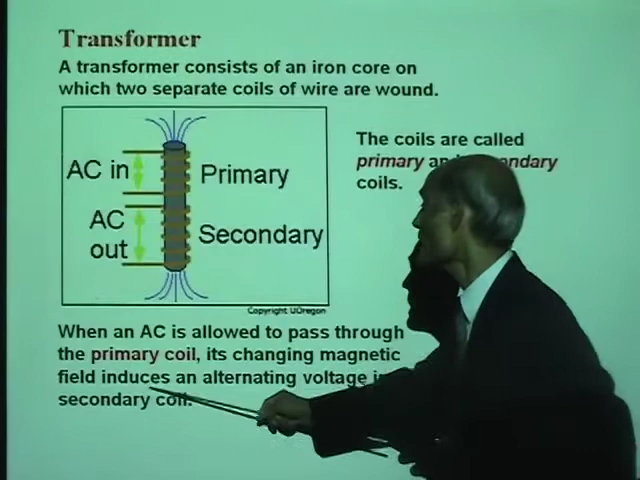 Transformer
A transformer consists of an iron core on
which two separate coils of wire are wound.
AC in
Primary
AC
out
Secondary
Copyright UOregon
The coils are called
primary
coils.
When an AC is allowed to pass through
the primary coil, its changing magnetic
field induces an alternating voltage
secondary coil.